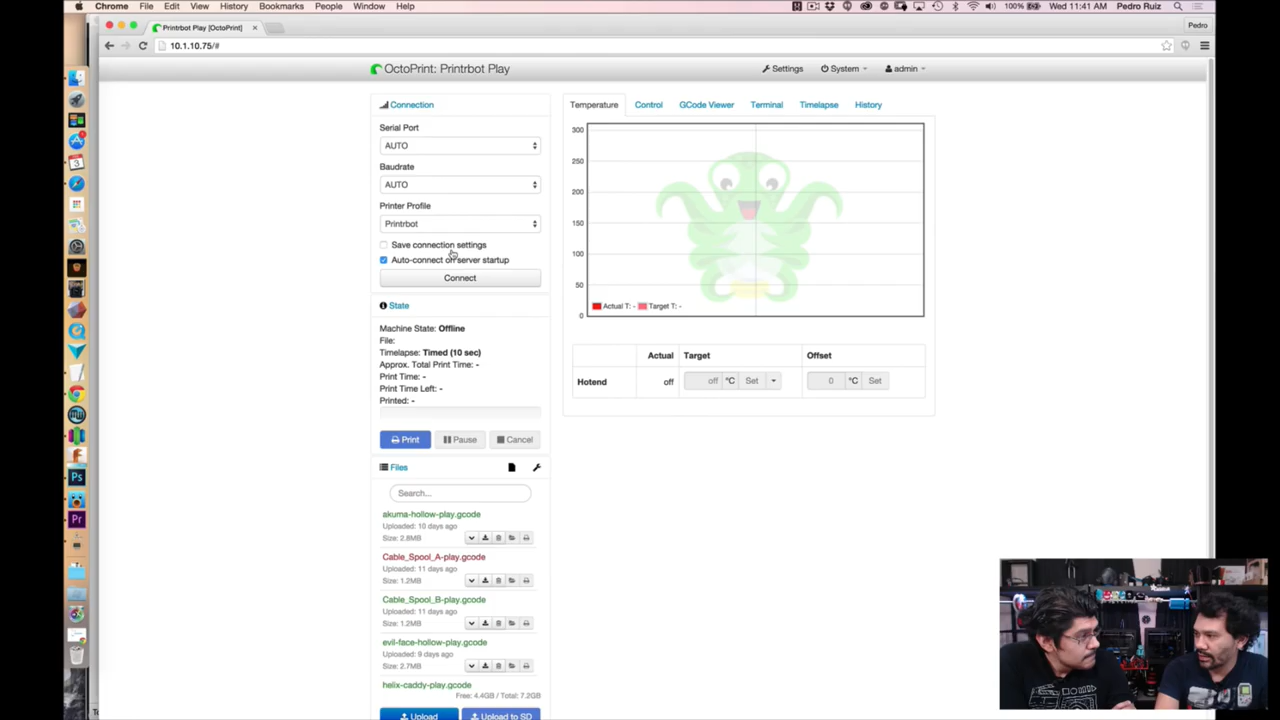 Chrome File Edit View History Bookmarks People Window Help
100% Wed 11:41 AM Pedro Ruiz
Printrbot Play [OctoPrint]
Pedro
10.1.10.75/#
OctoPrint: Printrbot Play
Settings
System
admin
Connection
Serial Port
AUTO
Baudrate
AUTO
Printer Profile
Printrbot
Save connection settings
Auto-connect on server startup
Connect
State
Machine State: Offline
File:
Timelapse: Timed (10 sec)
Approx. Total Print Time: -
Print Time: -
Print Time Left: -
Printed: -
Print
Pause
Cancel
Files
Search...
akuma-hollow-play.gcode
Uploaded: 10 days ago
Size: 2.8MB
Cable_Spool_A-play.gcode
Uploaded: 11 days ago
Size: 1.2MB
Cable_Spool_B-play.gcode
Uploaded: 11 days ago
Size: 1.2MB
evil-face-hollow-play.gcode
Uploaded: 9 days ago
Size: 2.7MB
helix-caddy-play.gcode
Free: 4.4GB / Total: 7.2GB
Upload
Upload to SD
Temperature
Control
GCode Viewer
Terminal
Timelapse
History
300
250
200
150
100
50
0
Actual T: - Target T: -
Actual Target Offset
Hotend off off °C Set 0 °C Set
3
Ps
Pr